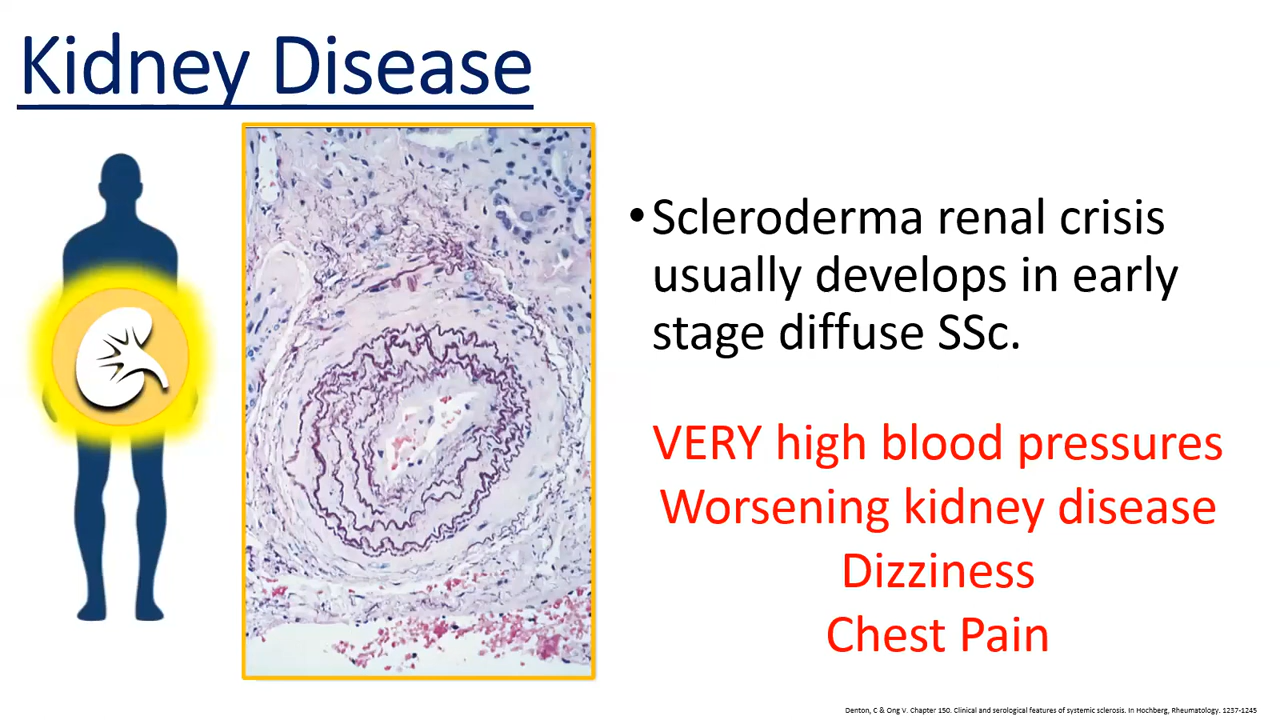 Kidney Disease
•Scleroderma renal crisis
usually develops in early
stage diffuse SSc.
VERY high blood pressures
Worsening kidney disease
Dizziness
Chest Pain
Denton, C & Ong V. Chapter 150. Clinical and serological features of systemic sclerosis. In Hochberg, Rheumatology. 1237-1245